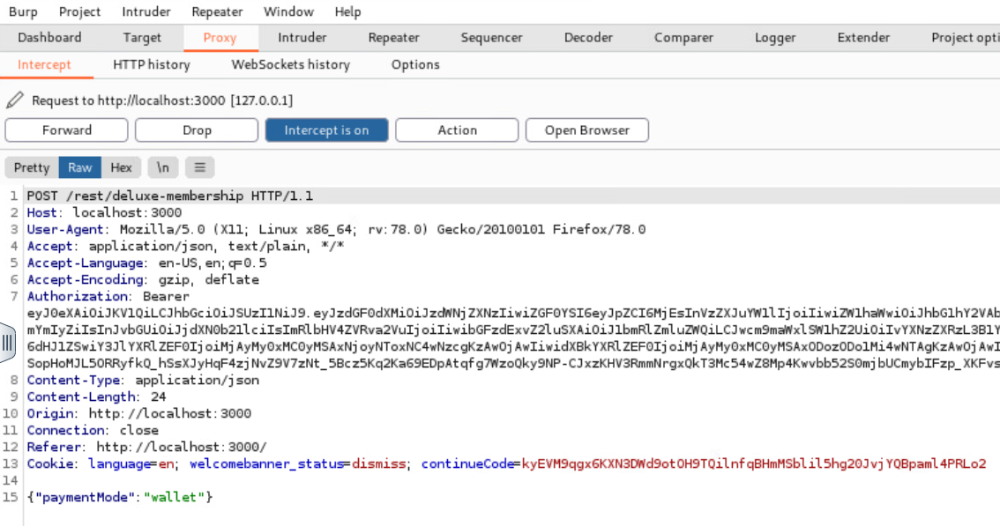 Burp Project Intruder Repeater Window Help
Dashboard Target Proxy Intruder Repeater Sequencer Decoder Comparer Logger Extender Project opti
Intercept HTTP history WebSockets history Options
Request to http://localhost:3000 [127.0.0.1]
Forward Drop Intercept is on Action Open Browser
Pretty Raw Hex \n
1 POST /rest/deluxe-membership HTTP/1.1
2 Host: localhost:3000
3 User-Agent: Mozilla/5.0 (X11; Linux x86_64; rv:78.0) Gecko/20100101 Firefox/78.0
4 Accept: application/json, text/plain, */*
5 Accept-Language: en-US,en;q=0.5
6 Accept-Encoding: gzip, deflate
7 Authorization: Bearer
eyJ0eXAiOiJKV1QiLCJhbGciOiJSUzI1NiJ9.eyJzdGF0dXMiOiJzdWNjZXNzIiwiZGF0YSI6eyJpZCI6MjEsInVzZXJuYW1lIjoiIiwiZW1haWwiOiJhbG1hY2VAb
mYmIyZiIsInJvbGUiOiJjdXN0b21lciIsImRlbHV4ZVRva2VuIjoiIiwibGFzdExvZ2luSXAiOiJ1bmRlZmluZWQiLCJwcm9maWxlSW1hZ2UiOiIvYXNzZXRzL3B1Y
6dHJ1ZSwiY3JlYXRlZEF0IjoiMjAyMy0xMC0yMSAxNjoyNToxNC4wNzcgKzAwOjAwIiwidXBkYXRlZEF0IjoiMjAyMy0xMC0yMSAxODozODo1Mi4wNTAgKzAwOjAwI
SopHoMJL5ORRyfkQ_hSsXJyHqF4zjNvZ9V7zNt_5Bcz5Kq2Ka69EDpAtqfg7WzoQky9NP-CJxzKHV3RmmNrgxQkT3Mc54wZ8Mp4Kwvbb52S0mjbUCmybIFzp_XKFvs
8 Content-Type: application/json
9 Content-Length: 24
10 Origin: http://localhost:3000
11 Connection: close
12 Referer: http://localhost:3000/
13 Cookie: language=en; welcomebanner_status=dismiss; continueCode=kyEVM9qgx6KXN3DWd9otOH9TQilnfqBHmMSblil5hg20JvjYQBpaml4PRLo2
14
15 {"paymentMode":"wallet"}